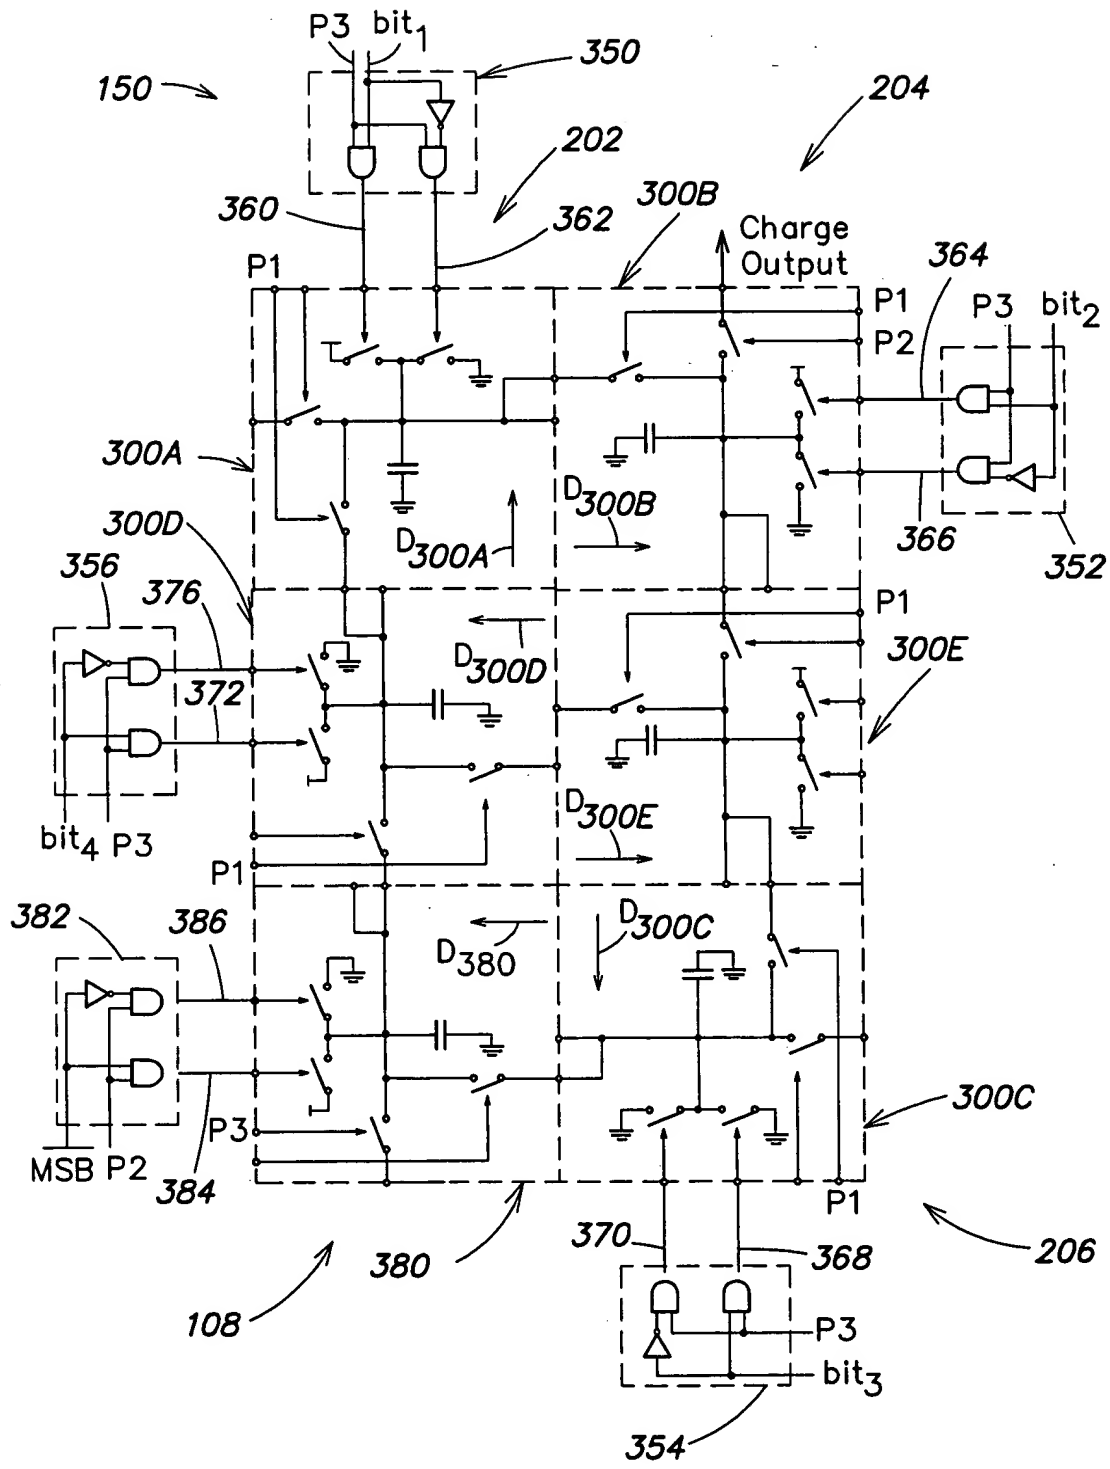 P3 bit1
350
150
204
202
300B
360
362
Charge
Output
364
P1
P3 bit2
P1
P2
300A
D300B
D300A
366
352
300D
356
376
P1
D300D
300E
372
D300E
bit4 P3
P1
382
386
D300C
D380
300C
P3
MSB P2
384
P1
370
368
206
380
108
P3
bit3
354